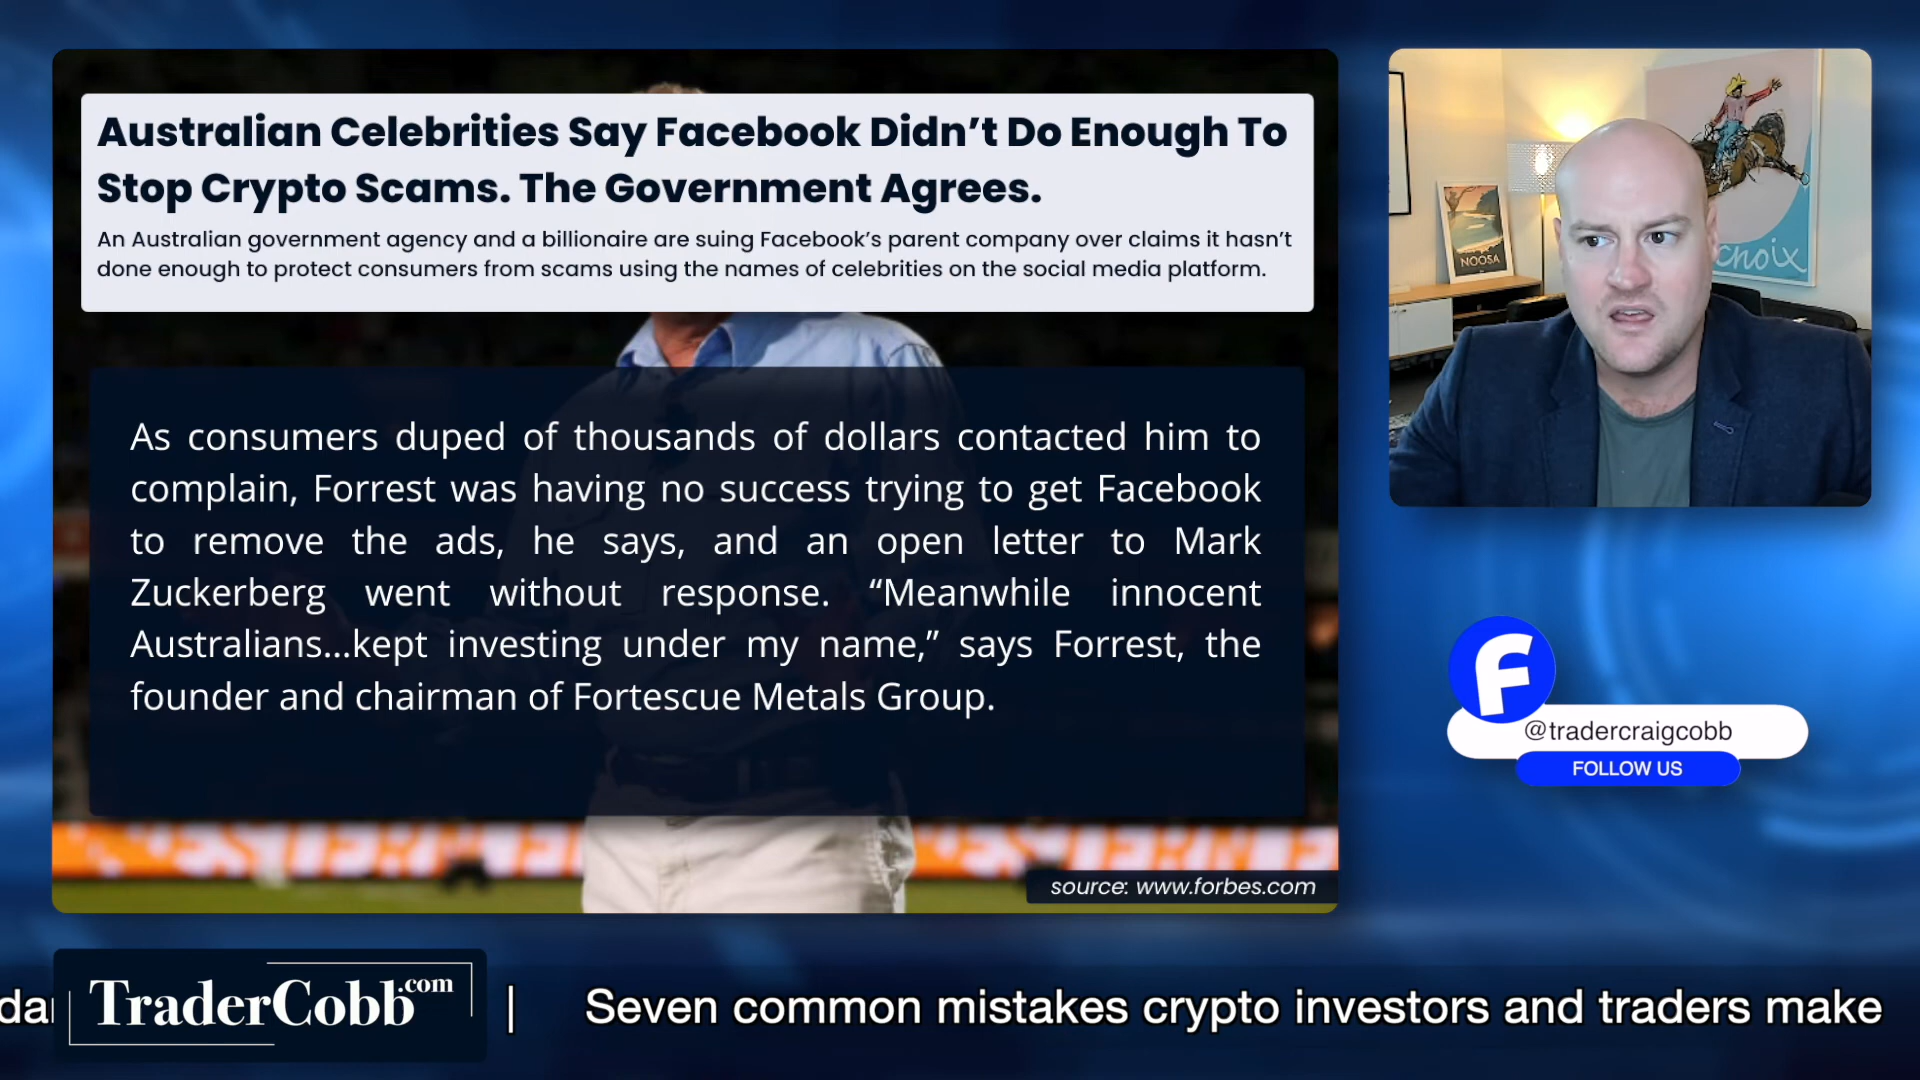 Australian Celebrities Say Facebook Didn’t Do Enough To
Stop Crypto Scams. The Government Agrees.
An Australian government agency and a billionaire are suing Facebook’s parent company over claims it hasn’t
done enough to protect consumers from scams using the names of celebrities on the social media platform.
As consumers duped of thousands of dollars contacted him to
complain, Forrest was having no success trying to get Facebook
to remove the ads, he says, and an open letter to Mark
Zuckerberg went without response. “Meanwhile innocent
Australians...kept investing under my name,” says Forrest, the
founder and chairman of Fortescue Metals Group.
source: www.forbes.com
NOOSA
choix
@tradercraigcobb
FOLLOW US
TraderCobb.com
| Seven common mistakes crypto investors and traders make